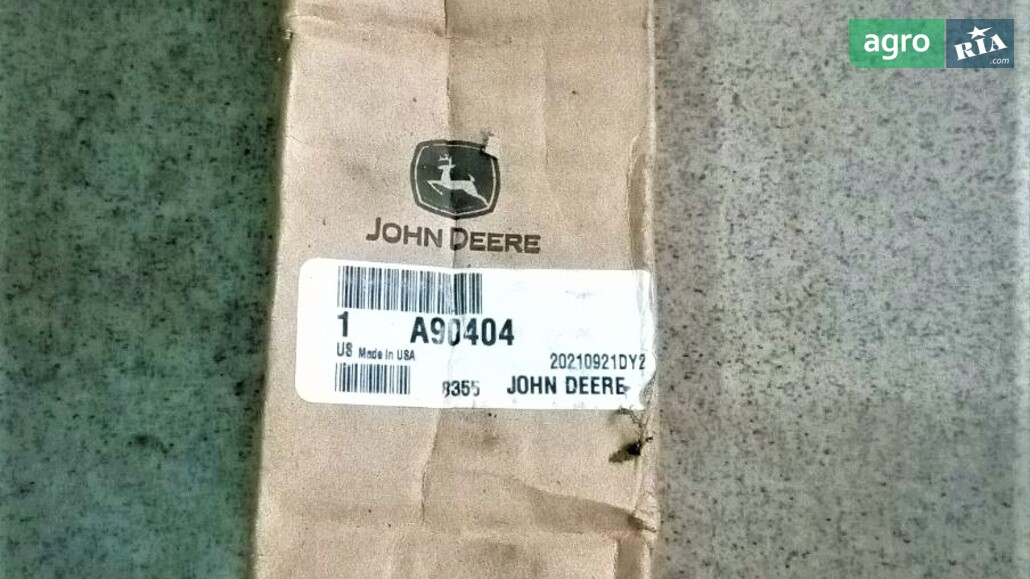 agro RIA
.com
JOHN DEERE
1 A90404
US Made in USA
20210921DY2
8355 JOHN DEERE